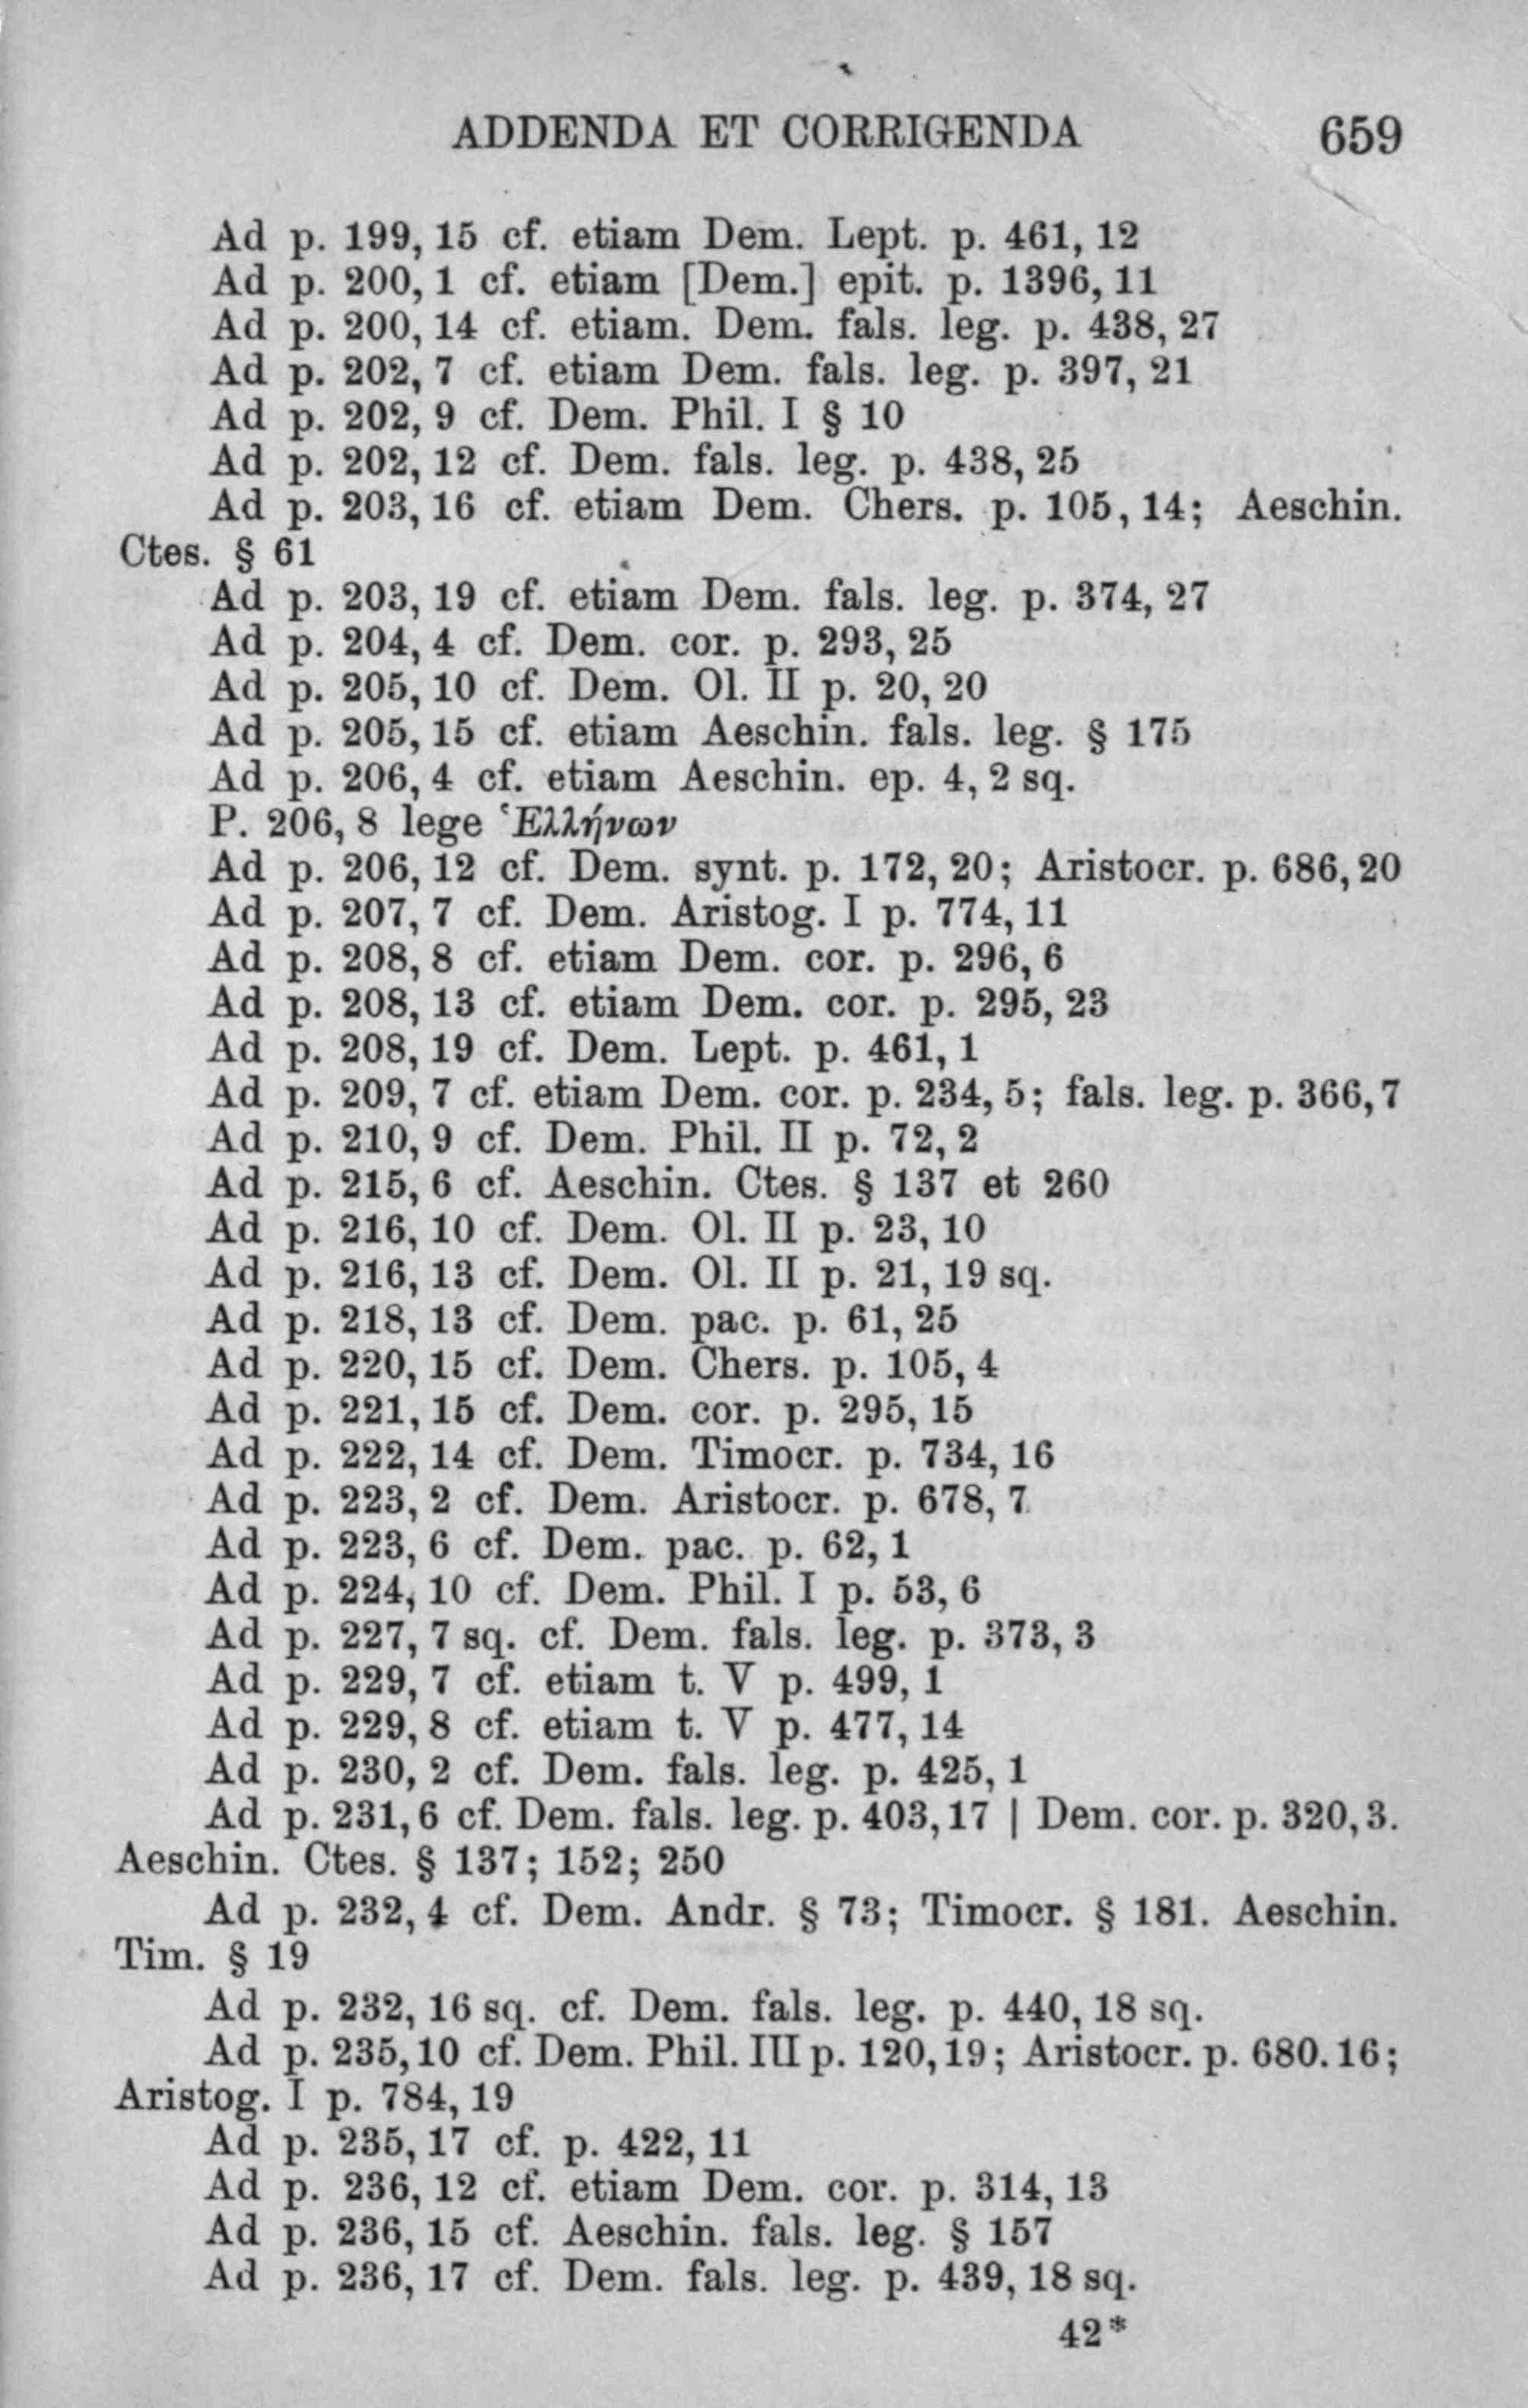 ADDENDA ET CORRIGENDA 659
Ad p. 199, 15 cf. etiam Dem. Lept. p. 461, 12
Ad p. 200, 1 cf. etiam [Dem.] epit. p. 1396, 11
Ad p. 200, 14 cf. etiam. Dem. fals. leg. p. 438, 27
Ad p. 202, 7 cf. etiam Dem. fals. leg. p. 397, 21
Ad p. 202, 9 cf. Dem. Phil. I § 10
Ad p. 202, 12 cf. Dem. fals. leg. p. 438, 25
Ad p. 203, 16 cf. etiam Dem. Chers. p. 105, 14; Aeschin.
Ctes. § 61
Ad p. 203, 19 cf. etiam Dem. fals. leg. p. 374, 27
Ad p. 204, 4 cf. Dem. cor. p. 293, 25
Ad p. 205, 10 cf. Dem. Ol. II p. 20, 20
Ad p. 205, 15 cf. etiam Aeschin. fals. leg. § 175
Ad p. 206, 4 cf. etiam Aeschin. ep. 4, 2 sq.
P. 206, 8 lege Ἑλλήνων
Ad p. 206, 12 cf. Dem. synt. p. 172, 20; Aristocr. p. 686, 20
Ad p. 207, 7 cf. Dem. Aristog. I p. 774, 11
Ad p. 208, 8 cf. etiam Dem. cor. p. 296, 6
Ad p. 208, 13 cf. etiam Dem. cor. p. 295, 23
Ad p. 208, 19 cf. Dem. Lept. p. 461, 1
Ad p. 209, 7 cf. etiam Dem. cor. p. 234, 5; fals. leg. p. 366, 7
Ad p. 210, 9 cf. Dem. Phil. II p. 72, 2
Ad p. 215, 6 cf. Aeschin. Ctes. § 137 et 260
Ad p. 216, 10 cf. Dem. Ol. II p. 23, 10
Ad p. 216, 13 cf. Dem. Ol. II p. 21, 19 sq.
Ad p. 218, 13 cf. Dem. pac. p. 61, 25
Ad p. 220, 15 cf. Dem. Chers. p. 105, 4
Ad p. 221, 15 cf. Dem. cor. p. 295, 15
Ad p. 222, 14 cf. Dem. Timocr. p. 734, 16
Ad p. 223, 2 cf. Dem. Aristocr. p. 678, 7
Ad p. 223, 6 cf. Dem. pac. p. 62, 1
Ad p. 224, 10 cf. Dem. Phil. I p. 53, 6
Ad p. 227, 7 sq. cf. Dem. fals. leg. p. 373, 3
Ad p. 229, 7 cf. etiam t. V p. 499, 1
Ad p. 229, 8 cf. etiam t. V p. 477, 14
Ad p. 230, 2 cf. Dem. fals. leg. p. 425, 1
Ad p. 231, 6 cf. Dem. fals. leg. p. 403, 17 | Dem. cor. p. 320, 3.
Aeschin. Ctes. § 137; 152; 250
Ad p. 232, 4 cf. Dem. Andr. § 73; Timocr. § 181. Aeschin.
Tim. § 19
Ad p. 232, 16 sq. cf. Dem. fals. leg. p. 440, 18 sq.
Ad p. 235, 10 cf. Dem. Phil. III p. 120, 19; Aristocr. p. 680. 16;
Aristog. I p. 784, 19
Ad p. 235, 17 cf. p. 422, 11
Ad p. 236, 12 cf. etiam Dem. cor. p. 314, 13
Ad p. 236, 15 cf. Aeschin. fals. leg. § 157
Ad p. 236, 17 cf. Dem. fals. leg. p. 439, 18 sq.
42*